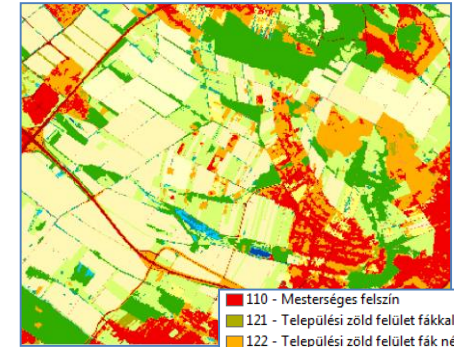 110 - Mesterséges felszín
121 - Települési zöld felület fákkal
122 - Települési zöld felület fák né